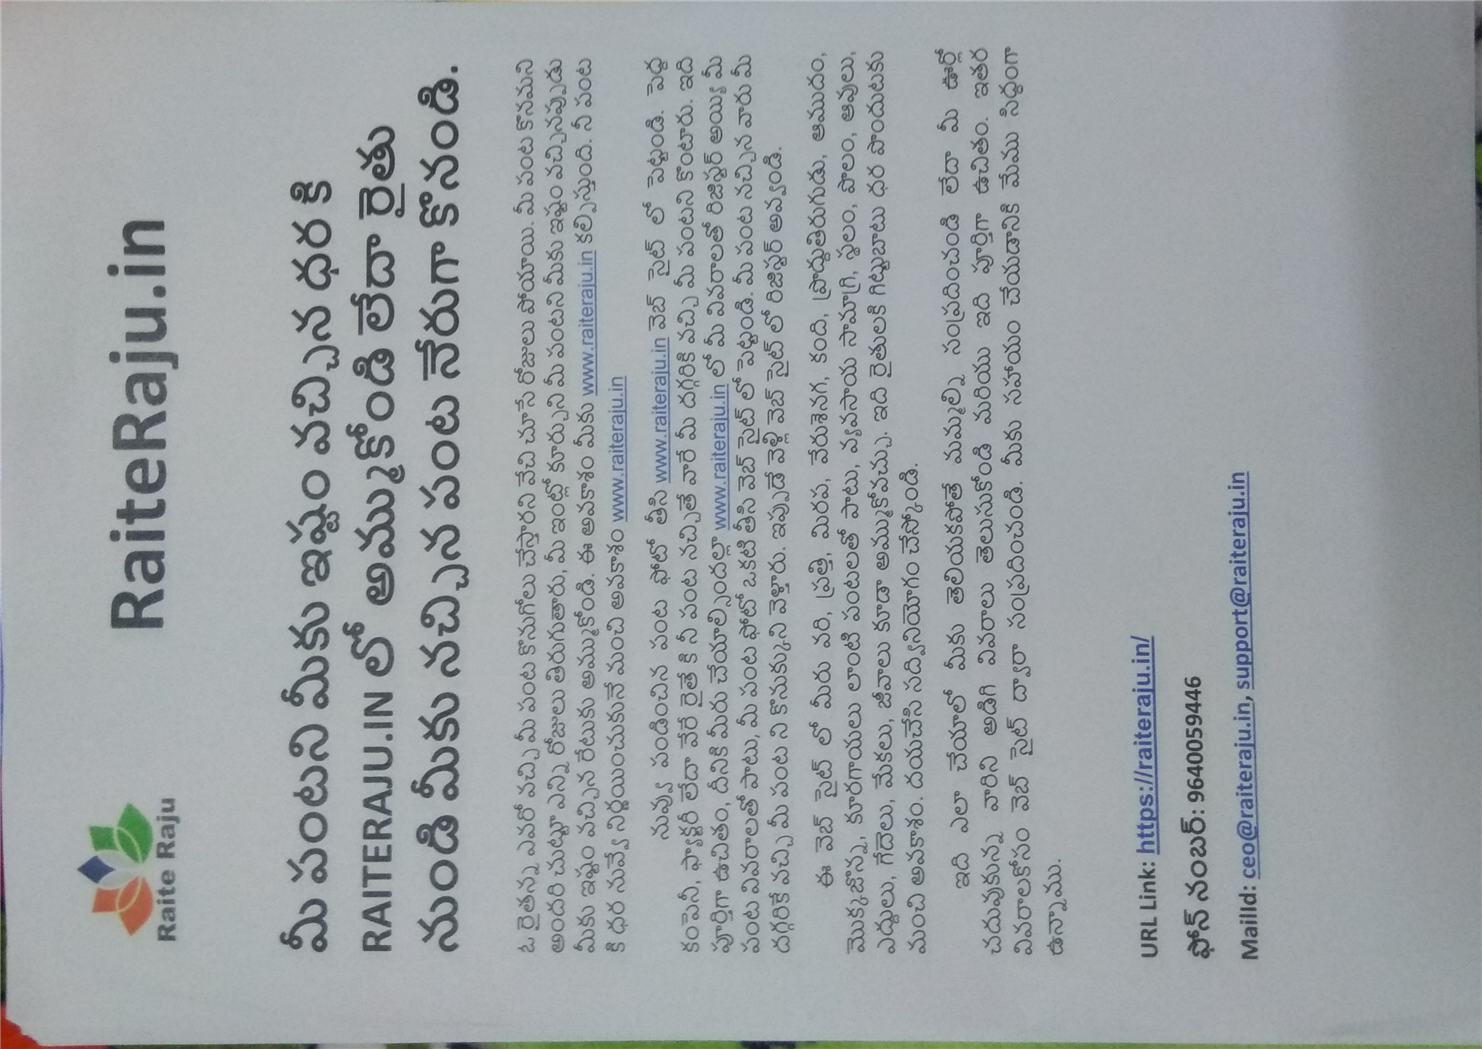 Raite Raju
RaiteRaju.in
మీ పంటని మీకు ఇష్టం వచ్చిన ధర కి
RAITERAJU.IN లో అమ్ముకోండి లేదా రైతు
నుండి మీకు నచ్చిన పంట నేరుగా కొనండి.
ఓ రైతన్న ఎవరో వచ్చి మీ పంట కొనుగోలు చేస్తారని వేచి చూసే రోజులు పోయాయి. మీ పంట కొనమని
అందరి చుట్టూ ఎన్ని రోజులు తిరుగుతారు, మీ ఇంట్లో కూర్చుని మీ పంటని మీకు ఇష్టం వచ్చినప్పుడు
మీకు ఇష్టం వచ్చిన రేటుకు అమ్ముకోండి. ఈ అవకాశం మీకు www.raiteraju.in కల్పిస్తుంది. నీ పంట
కి ధర నువ్వే నిర్ణయించుకునే మంచి అవకాశం www.raiteraju.in
నువ్వు పండించిన పంట ఫోటో తీసి www.raiteraju.in వెబ్ సైట్ లో పెట్టండి. పెద్ద
కంపెనీ, ఫ్యాక్టరీ లేదా వేరే రైతు కి నీ పంట నచ్చితే వారే మీ దగ్గరికి వచ్చి మీ పంటని కొంటారు. ఇది
పూర్తిగా ఉచితం, దీనికి మీరు చేయాల్సిందల్లా www.raiteraju.in లో మీ వివరాలతో రిజిస్టర్ అయ్యి మీ
పంట వివరాలతో పాటు, మీ పంట ఫోటో ఒకటి తీసి వెబ్ సైట్ లో పెట్టండి. మీ పంట నచ్చిన వారు మీ
దగ్గరికే వచ్చి మీ పంట ని కొనుక్కుని వెళ్తారు. ఇప్పుడే వెళ్లి వెబ్ సైట్ లో రిజిస్టర్ అవ్వండి.
ఈ వెబ్ సైట్ లో మీరు వరి, ప్రత్తి, మిరప, వేరుశెనగ, కంది, ప్రొద్దుతిరుగుడు, ఆముదం,
మొక్కజొన్న, కూరగాయలు లాంటి పంటలతో పాటు, వ్యవసాయ సామాగ్రి, స్థలం, పొలం, ఆవులు,
ఎద్దులు, గేదెలు, మేకలు, జీవాలు కూడా అమ్ముకోవచ్చు. ఇది రైతులకి గిట్టుబాటు ధర పొందుటకు
మంచి అవకాశం. దయచేసి సద్వినియోగం చేస్కోండి.
ఇది ఎలా చేయాలో మీకు తెలియకపోతే మమ్మల్ని సంప్రదించండి లేదా మీ ఊర్లో
చదువుకున్న వారిని అడిగి వివరాలు తెలుసుకోండి మరియు ఇది పూర్తిగా ఉచితం. ఇతర
వివరాలకోసం వెబ్ సైట్ ద్వారా సంప్రదించండి. మీకు సహాయం చేయడానికి మేము సిద్ధంగా
ఉన్నాము.
URL Link: https://raiteraju.in/
ఫోన్ నంబర్: 9640059446
MailId: ceo@raiteraju.in, support@raiteraju.in